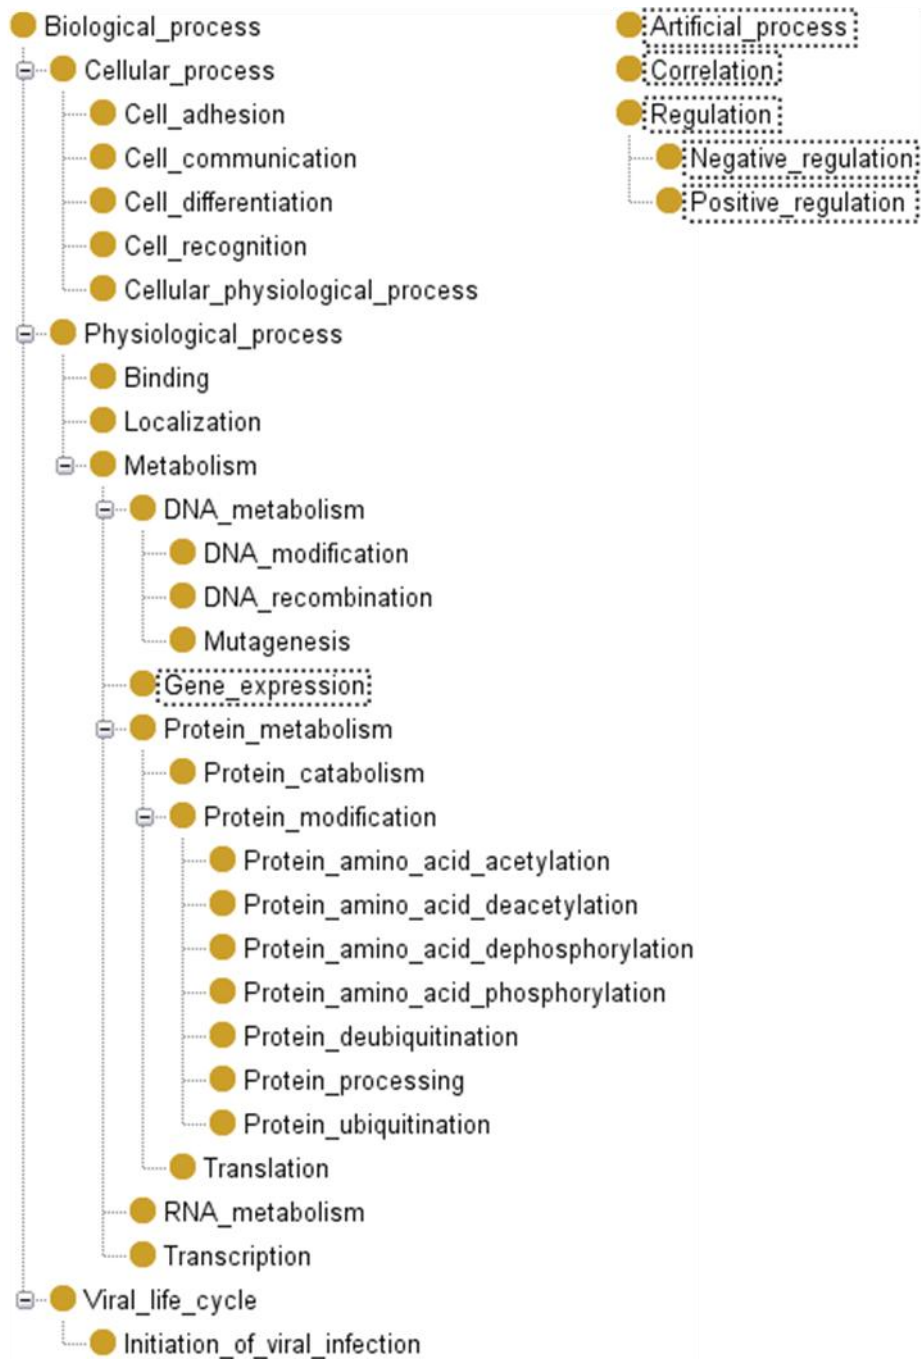 Biological_process
Cellular_process
Cell_adhesion
Cell_communication
Cell_differentiation
Cell_recognition
Cellular_physiological_process
Physiological_process
Binding
Localization
Metabolism
DNA_metabolism
DNA_modification
DNA_recombination
Mutagenesis
Gene_expression
Protein_metabolism
Protein_catabolism
Protein_modification
Protein_amino_acid_acetylation
Protein_amino_acid_deacetylation
Protein_amino_acid_dephosphorylation
Protein_amino_acid_phosphorylation
Protein_deubiquitination
Protein_processing
Protein_ubiquitination
Translation
RNA_metabolism
Transcription
Viral_life_cycle
Initiation_of_viral_infection
Artificial_process
Correlation
Regulation
Negative_regulation
Positive_regulation